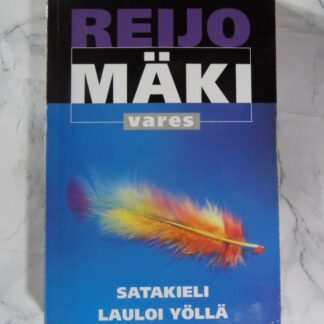 REIJO
MÄKI
vares
SATAKIELI
LAULOI YÖLLÄ